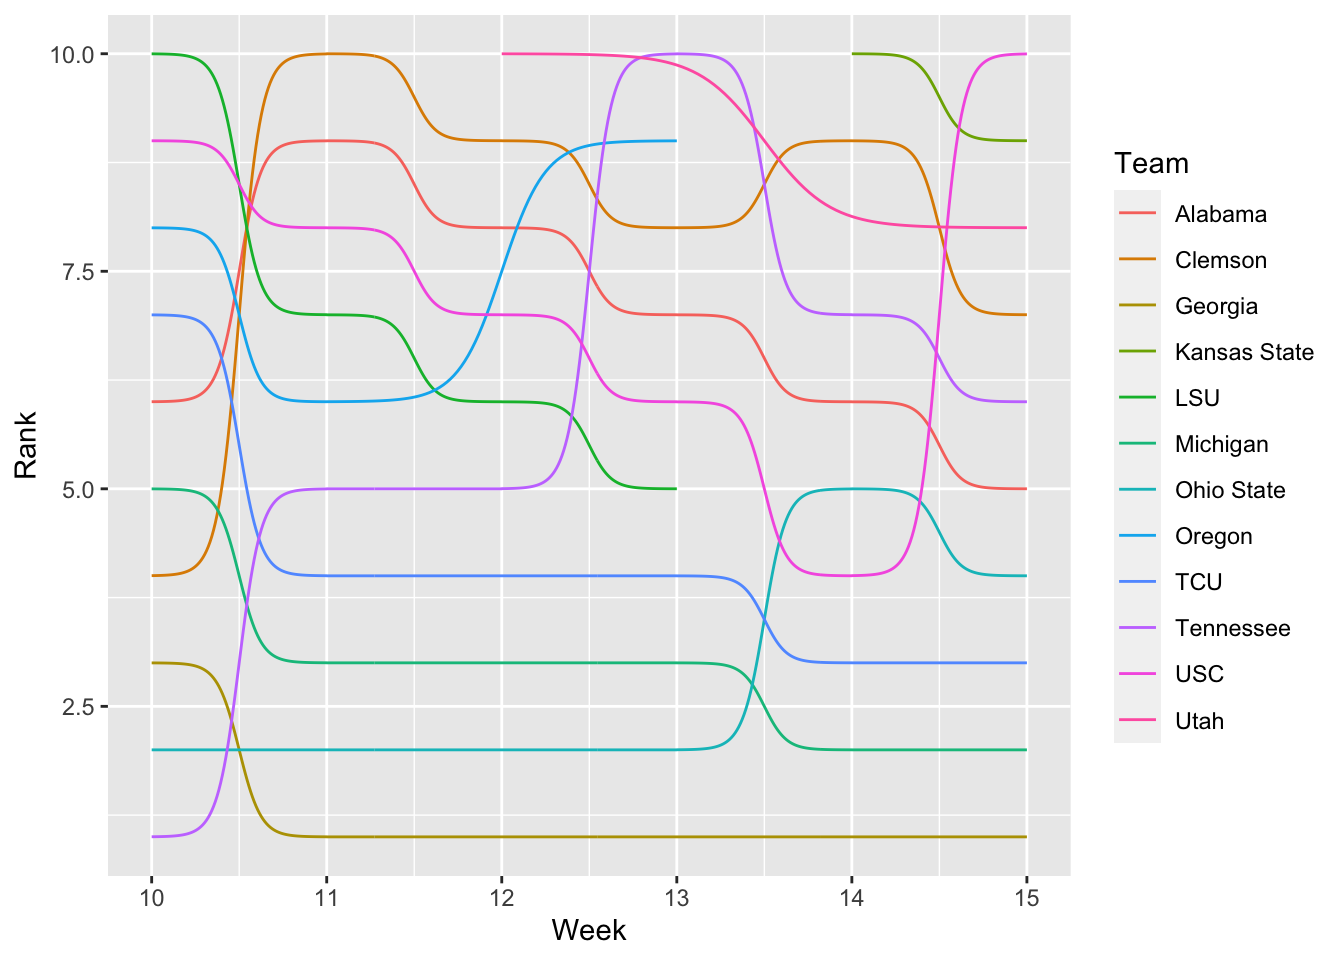 10.0
7.5
5.0
2.5
Rank
10 11 12 13 14 15
Week
Team
Alabama
Clemson
Georgia
Kansas State
LSU
Michigan
Ohio State
Oregon
TCU
Tennessee
USC
Utah